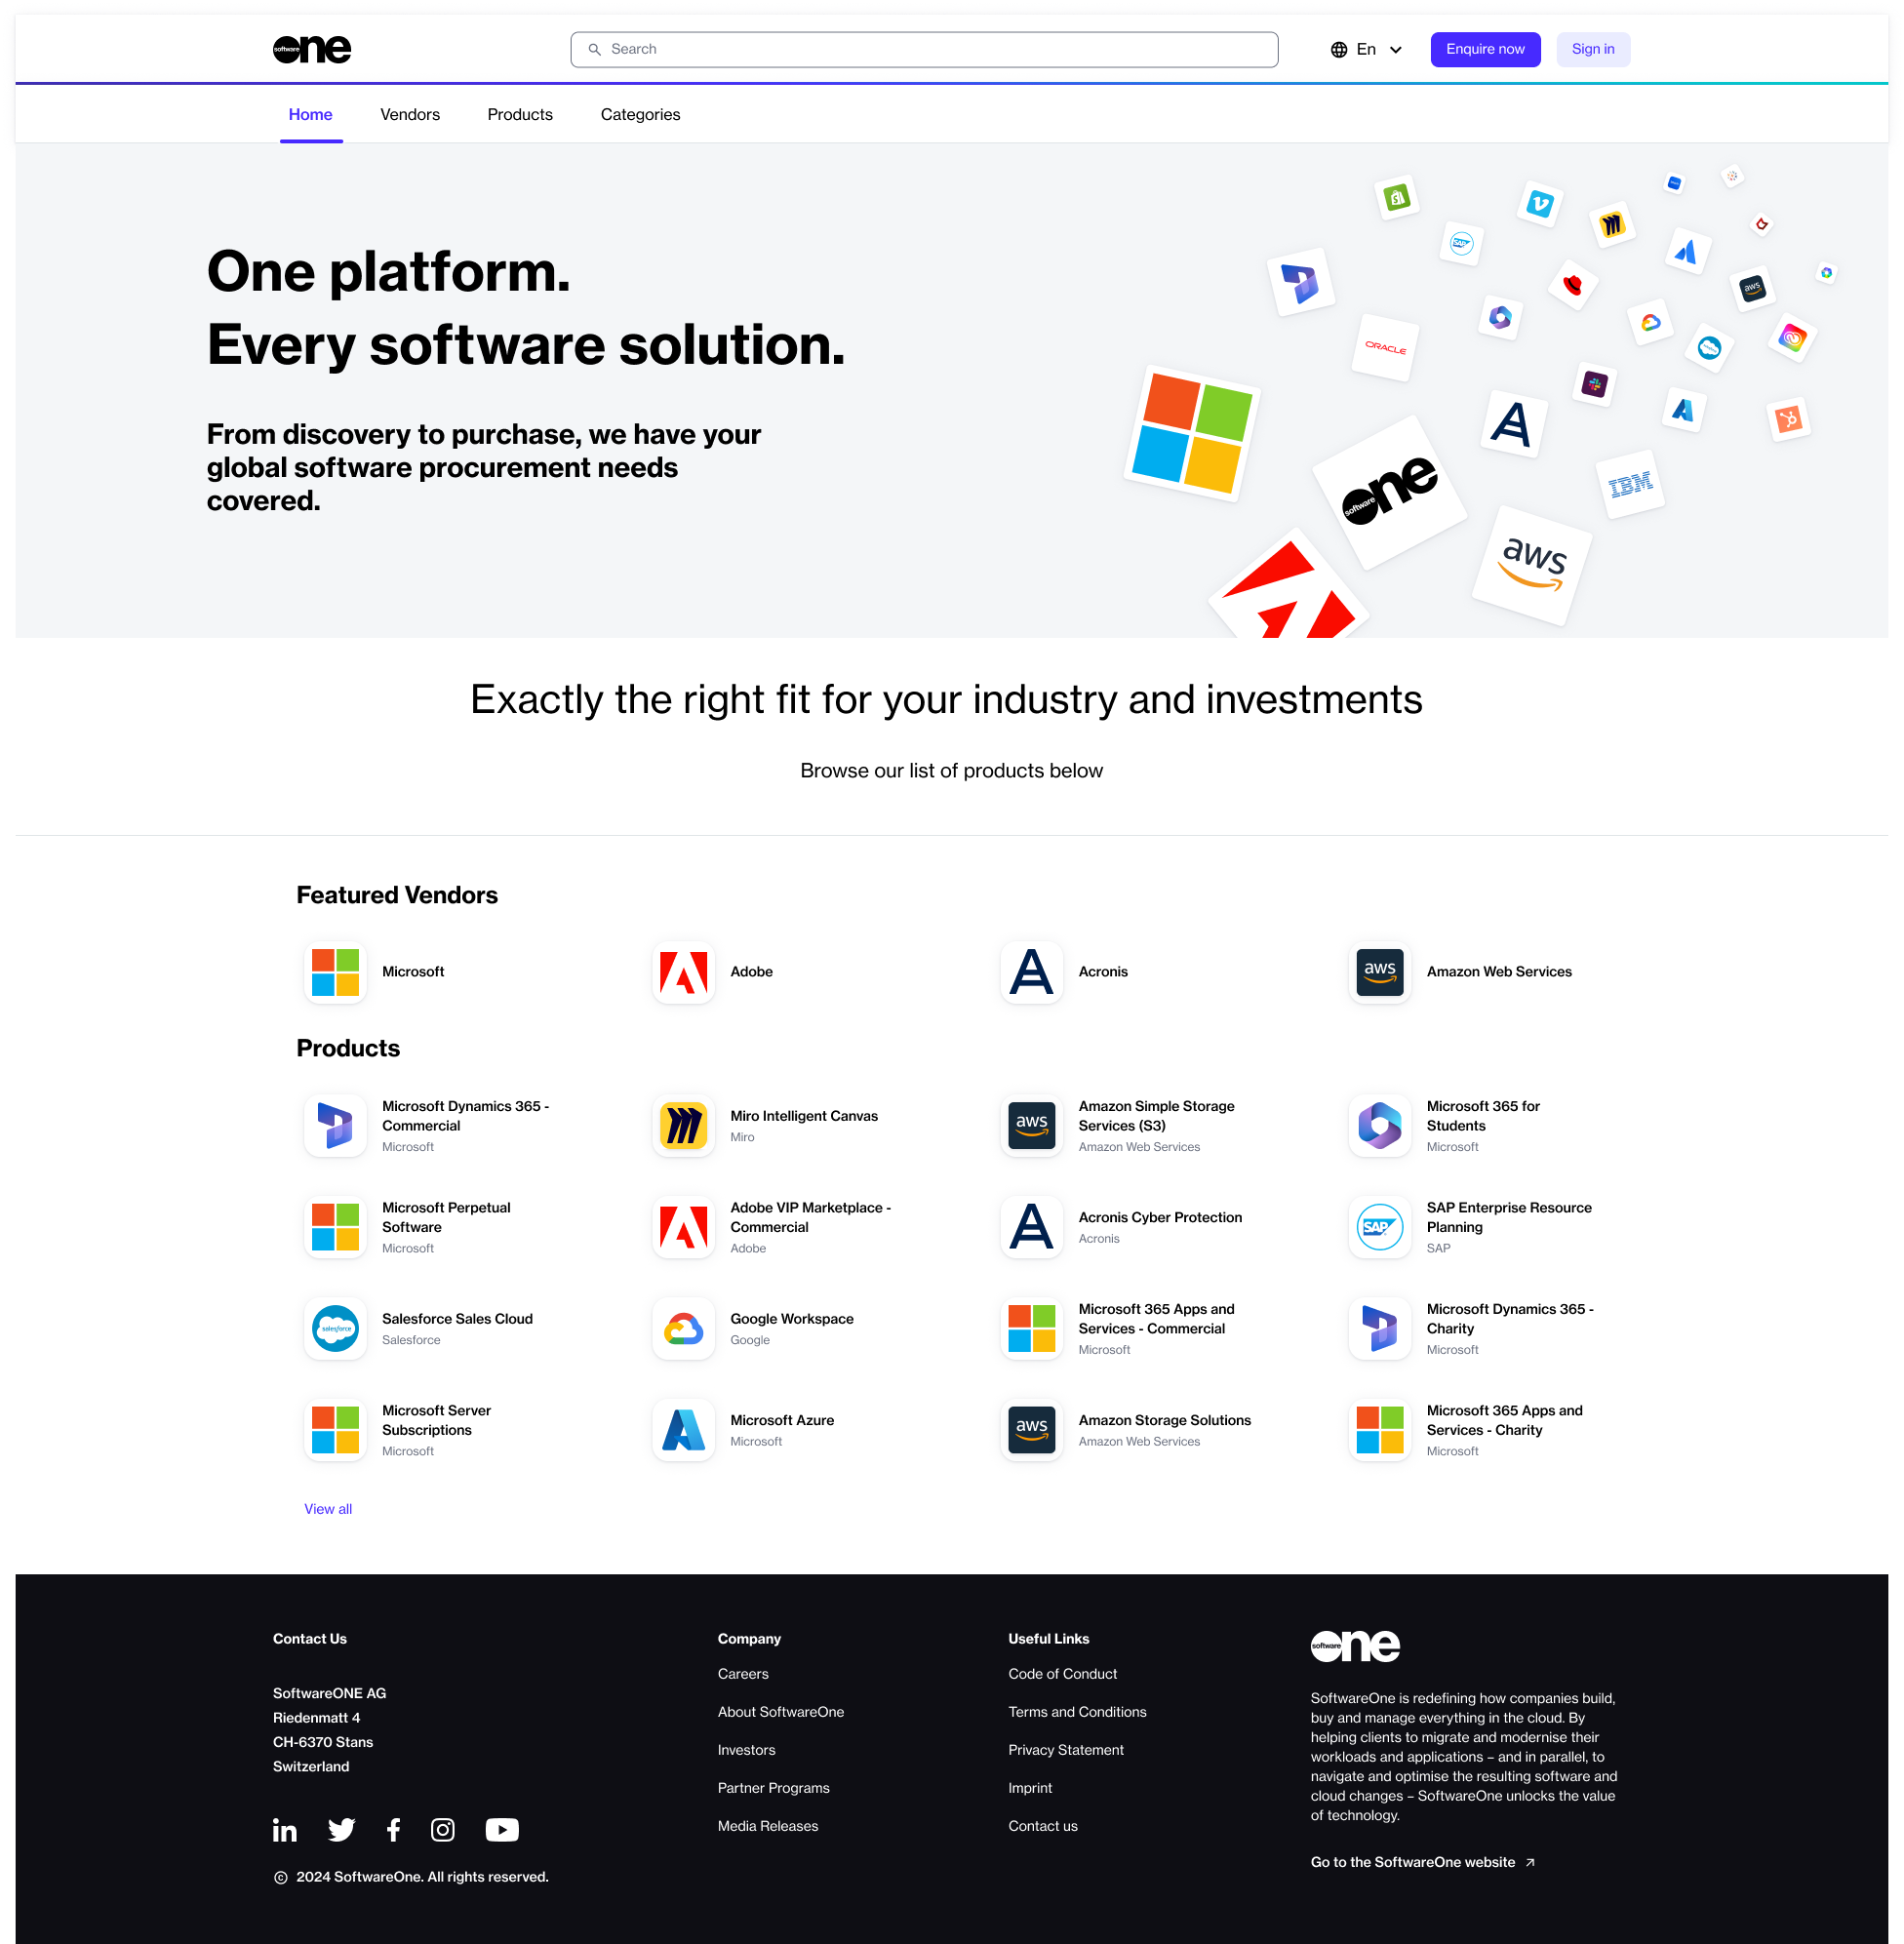 software one
Search
En
Enquire now
Sign in
Home
Vendors
Products
Categories
One platform.
Every software solution.
From discovery to purchase, we have your
global software procurement needs
covered.
SAP
aws
ORACLE
salesforce
IBM
software one
aws
Exactly the right fit for your industry and investments
Browse our list of products below
Featured Vendors
Microsoft
Adobe
Acronis
aws
Amazon Web Services
Products
Microsoft Dynamics 365 -
Commercial
Microsoft
Miro Intelligent Canvas
Miro
aws
Amazon Simple Storage
Services (S3)
Amazon Web Services
Microsoft 365 for
Students
Microsoft
Microsoft Perpetual
Software
Microsoft
Adobe VIP Marketplace -
Commercial
Adobe
Acronis Cyber Protection
Acronis
SAP
SAP Enterprise Resource
Planning
SAP
salesforce
Salesforce Sales Cloud
Salesforce
Google Workspace
Google
Microsoft 365 Apps and
Services - Commercial
Microsoft
Microsoft Dynamics 365 -
Charity
Microsoft
Microsoft Server
Subscriptions
Microsoft
Microsoft Azure
Microsoft
aws
Amazon Storage Solutions
Amazon Web Services
Microsoft 365 Apps and
Services - Charity
Microsoft
View all
Contact Us
SoftwareONE AG
Riedenmatt 4
CH-6370 Stans
Switzerland
© 2024 SoftwareOne. All rights reserved.
Company
Careers
About SoftwareOne
Investors
Partner Programs
Media Releases
Useful Links
Code of Conduct
Terms and Conditions
Privacy Statement
Imprint
Contact us
software one
SoftwareOne is redefining how companies build,
buy and manage everything in the cloud. By
helping clients to migrate and modernise their
workloads and applications – and in parallel, to
navigate and optimise the resulting software and
cloud changes – SoftwareOne unlocks the value
of technology.
Go to the SoftwareOne website